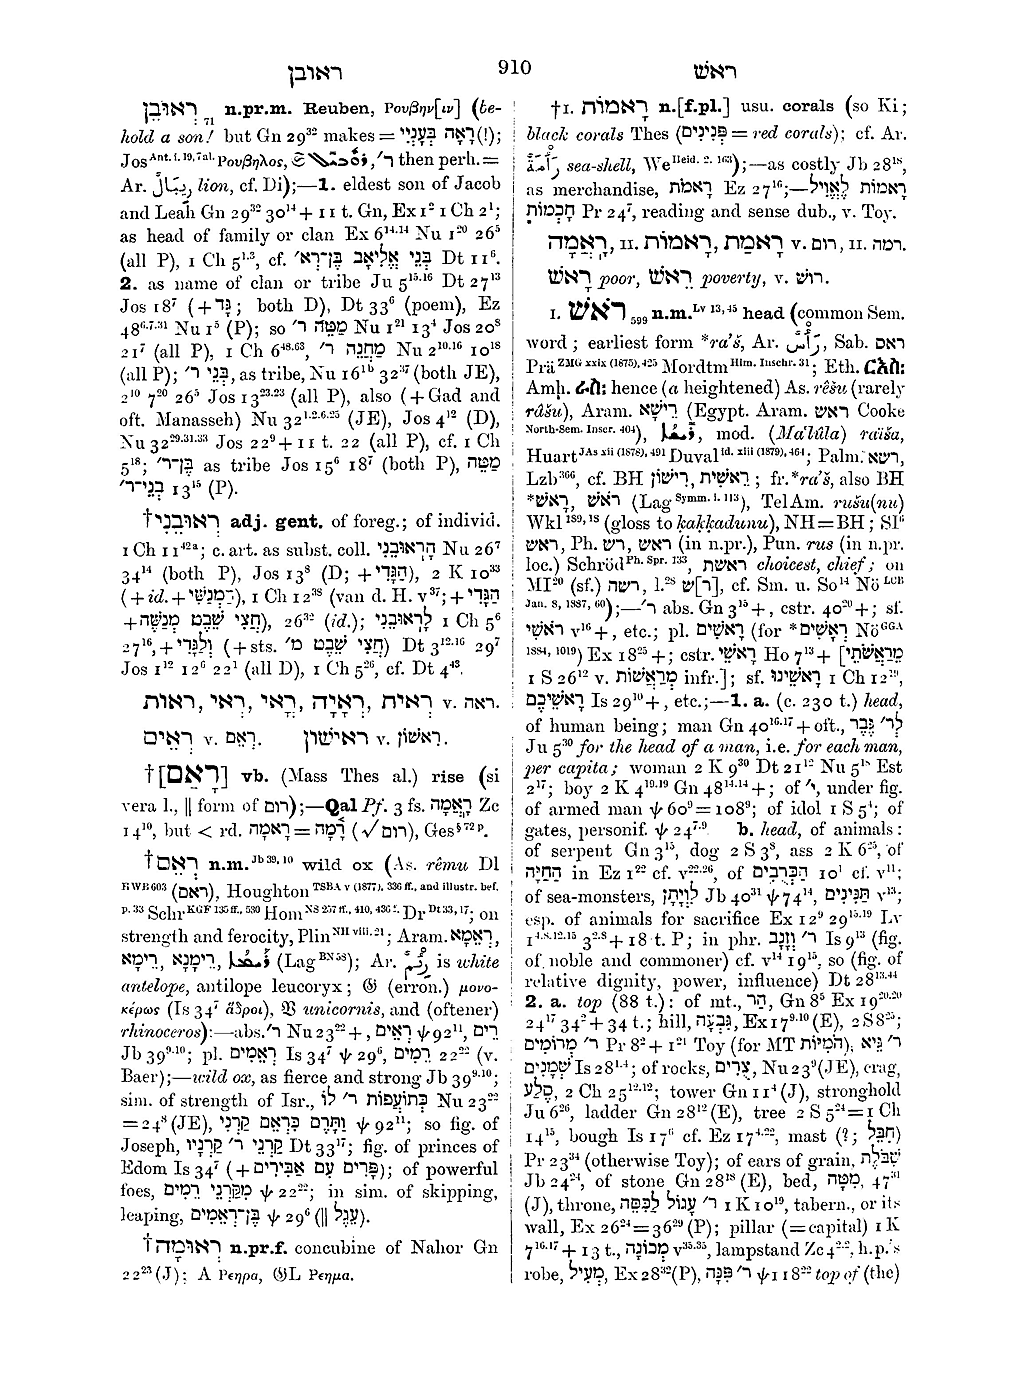 ראובן
910
ראשׁ
רְאוּבֵן 71 n.pr.m. Reuben, Ρουβην[ιν] (be-
hold a son! but Gn 29³² makes = רָאָה בְּעָנְיִי(!);
Jos Ant. i. 19, 7 al. Ρουβηλος, ר׳, then perh. =
Ar. lion, cf. Di);—1. eldest son of Jacob
and Leah Gn 29³² 30¹⁴ + 11 t. Gn, Ex 1² 1 Ch 2¹;
as head of family or clan Ex 6¹⁴·¹⁴ Nu 1²⁰ 26⁵
(all P), 1 Ch 5¹·³, cf. בְּנֵי אֱלִיאָב בֶּן־רְא׳ Dt 11⁶.
2. as name of clan or tribe Ju 5¹⁵·¹⁶ Dt 27¹³
Jos 18⁷ (+ גָּד; both D), Dt 33⁶ (poem), Ez
48⁶·⁷·³¹ Nu 1⁵ (P); so מַטֵּה ר׳ Nu 1²¹ 13⁴ Jos 20⁸
21⁷ (all P), 1 Ch 6⁴⁸·⁶³, מַחֲנֵה ר׳ Nu 2¹⁰·¹⁶ 10¹⁸
(all P); בְּנֵי ר׳, as tribe, Nu 16¹ᵇ 32³⁷ (both JE),
2¹⁰ 7²⁰ 26⁵ Jos 13²³·²³ (all P), also (+ Gad and
oft. Manasseh) Nu 32¹·²·⁶·²⁵ (JE), Jos 4¹² (D),
Nu 32²⁹·³¹·³³ Jos 22⁹ + 11 t. 22 (all P), cf. 1 Ch
5¹⁸; בֶּן־ר׳ as tribe Jos 15⁶ 18⁷ (both P), מַטֵּה
בְּנֵי־ר׳ 13¹⁵ (P).
†רְאוּבֵנִי adj. gent. of foreg.; of individ.
1 Ch 11⁴²ᵃ; c. art. as subst. coll. הָראוּבֵנִי Nu 26⁷
34¹⁴ (both P), Jos 13⁸ (D; + הַגָּדִי), 2 K 10³³
(+ id. + הַמְנַשִּׁי), 1 Ch 12³⁸ (van d. H. v³⁷; + הַגָּדִי
+ חֲצִי שֵׁבֶט מְנַשֶּׁה), 26³² (id.); לָראוּבֵנִי 1 Ch 5⁶
27¹⁶, + וְלַגָּדִי (+ sts. חֲצִי שֵׁבֶט מ׳) Dt 3¹²·¹⁶ 29⁷
Jos 1¹² 12⁶ 22¹ (all D), 1 Ch 5²⁶, cf. Dt 4⁴³.
רְאִית, רְאִיָּה, רֳאִי, רֹאִי, רְאוֹת v. ראה.
רְאֵים v. רְאֵם. רִאישׁוֹן v. רִאשׁוֹן.
†[רָאַם] vb. (Mass Thes al.) rise (si
vera l., ‖ form of רום);—Qal Pf. 3 fs. רָאֲמָה Zc
14¹⁰, but < rd. רָאמָה = רָמָה (√רום), Ges § 72 p.
†רְאֵם n.m. Jb 39, 10 wild ox (As. rêmu Dl
HWB 603 (ראם), Houghton TSBA v (1877), 336 ff., and illustr. bef.
p. 33 Schr KGF 135 ff., 530 Hom NS 257 ff., 410, 436 f. Dr Dt 33, 17; on
strength and ferocity, Plin NH viii. 21; Aram. רֵאְמָא,
רֵימָא, רֵימָנָא, (Lag BN 58); Ar. is white
antelope, antilope leucoryx; 𝔊 (erron.) μονο-
κέρως (Is 34⁷ ἅδροι), 𝔙 unicornis, and (oftener)
rhinoceros):—abs. ר׳ Nu 23²² +, רְאֵים ψ 92¹¹, רֵים
Jb 39⁹·¹⁰; pl. רְאֵמִים Is 34⁷ ψ 29⁶, רֵמִים 22²² (v.
Baer);—wild ox, as fierce and strong Jb 39⁹·¹⁰;
sim. of strength of Isr., כְּתוֹעֲפוֹת ר׳ לוֹ Nu 23²²
= 24⁸ (JE), וַתָּרֶם כִּרְאֵם קַרְנִי ψ 92¹¹; so fig. of
Joseph, קַרְנֵי ר׳ קַרְנָיו Dt 33¹⁷; fig. of princes of
Edom Is 34⁷ (+ פָּרִים עִם אַבִּירִים); of powerful
foes, מִקַּרְנֵי רֵמִים ψ 22²²; in sim. of skipping,
leaping, בֶּן־רְאֵמִים ψ 29⁶ (‖ עֵגֶל).
†רְאוּמָה n.pr.f. concubine of Nahor Gn
22²³ (J); A Ρεηρα, 𝔊L Ρεημα.
†I. רָאמוֹת n.[f.pl.] usu. corals (so Ki;
black corals Thes (פְּנִינִים = red corals); cf. Ar.
sea-shell, We Heid. 2. 163);—as costly Jb 28¹⁸,
as merchandise, רָאמֹת Ez 27¹⁶;—רָאמוֹת לֶאֱוִיל
חָכְמוֹת Pr 24⁷, reading and sense dub., v. Toy.
רָאמָה, II. רָאמוֹת, רָאמַת v. רום, II. רמה.
רָאשׁ poor, רֵאשׁ poverty, v. רוש.
I. רֹאשׁ 599 n.m. Lv 13, 45 head (common Sem.
word; earliest form *ra’š, Ar. رَأْس, Sab. ראס
Prä ZMG xxix (1875), 425 Mordtm Him. Inschr. 31; Eth. ርእስ፡
Amh. ራስ፡ hence (a heightened) As. rêšu (rarely
râšu), Aram. רֵישָׁא (Egypt. Aram. ראש Cooke
North-Sem. Inscr. 404), mod. (Ma‘lûla) raïša,
Huart JAs xii (1878), 491 Duval id. xiii (1879), 464; Palm. רשא,
Lzb 366, cf. BH רִישׁוֹן, רֵאשִׁית; fr. *ra’š, also BH
*רָאשׁ, רֹאשׁ (Lag Symm. i. 113), Tel Am. rušu(nu)
Wkl 189, 18 (gloss to ḳaḳḳadunu), NH = BH; SI⁶
ראש, Ph. רש, ראש (in n.pr.), Pun. rus (in n.pr.
loc.) Schröd Ph. Spr. 133, ראשת choicest, chief; on
MI²⁰ (sf.) רשה, l.²⁸ ר]ש], cf. Sm. u. So 14 Nö LCB
Jan. 8, 1887, 60);—ר׳ abs. Gn 3¹⁵ +, cstr. 40²⁰ +; sf.
רֹאשִׁי v¹⁶ +, etc.; pl. רָאשִׁים (for *רְאָשִׁים Nö GGA
1884, 1019) Ex 18²⁵ +; cstr. רָאשֵׁי Ho 7¹³ + [מֵרַאֲשֹׁתֵי
1 S 26¹² v. מְרַאֲשׁוֹת infr.]; sf. רָאשֵׁינוּ 1 Ch 12¹⁹,
רָאשֵׁיכֶם Is 29¹⁰ +, etc.;—1. a. (c. 230 t.) head,
of human being; man Gn 40¹⁶·¹⁷ + oft., לְר׳ גֶּבֶר
Ju 5³⁰ for the head of a man, i.e. for each man,
per capita; woman 2 K 9³⁰ Dt 21¹² Nu 5¹⁸ Est
2¹⁷; boy 2 K 4¹⁹·¹⁹ Gn 48¹⁴·¹⁴ +; of י׳, under fig.
of armed man ψ 60⁹ = 108⁹; of idol 1 S 5⁴; of
gates, personif. ψ 24⁷·⁹. b. head, of animals:
of serpent Gn 3¹⁵, dog 2 S 3⁸, ass 2 K 6²⁵, of
הַחַיָּה in Ez 1²² cf. v²²·²⁶, of הַכְּרֻבִים 10¹ cf. v¹¹;
of sea-monsters, לִוְיָתָן Jb 40³¹ ψ 74¹⁴, תַּנִּינִים v¹³;
esp. of animals for sacrifice Ex 12⁹ 29¹⁵·¹⁹ Lv
1⁴·⁸·¹²·¹⁵ 3²·⁸ + 18 t. P; in phr. ר׳ וְזָנָב Is 9¹³ (fig.
of noble and commoner) cf. v¹⁴ 19¹⁵, so (fig. of
relative dignity, power, influence) Dt 28¹³·⁴⁴
2. a. top (88 t.): of mt., הַר, Gn 8⁵ Ex 19²⁰·²⁰
24¹⁷ 34² + 34 t.; hill, גִּבְעָה, Ex 17⁹·¹⁰ (E), 2 S 8²⁵;
ר׳ מְרוֹמִים Pr 8² + 1²¹ Toy (for MT הֹמִיּוֹת), ר׳ גֵּיא
שְׁמָנִים Is 28¹·⁴; of rocks, צֻרִים, Nu 23⁹ (JE), crag,
סֶלַע, 2 Ch 25¹²·¹²; tower Gn 11⁴ (J), stronghold
Ju 6²⁶, ladder Gn 28¹² (E), tree 2 S 5²⁴ = 1 Ch
14¹⁵, bough Is 17⁶ cf. Ez 17⁴·²², mast (?; חִבֵּל)
Pr 23³⁴ (otherwise Toy); of ears of grain, שִׁבֹּלֶת
Jb 24²⁴, of stone Gn 28¹⁸ (E), bed, מִטָּה, 47³¹
(J), throne, ר׳ עָגוֹל לַכִּסֵּה 1 K 10¹⁹, tabern., or its
wall, Ex 26²⁴ = 36²⁹ (P); pillar (= capital) 1 K
7¹⁶·¹⁷ + 13 t., מְכוֹנָה v³⁵·³⁵, lampstand Zc 4²·², h.p.'s
robe, מְעִיל, Ex 28³²(P), ר׳ פִּנָּה ψ 118²² top of (the)